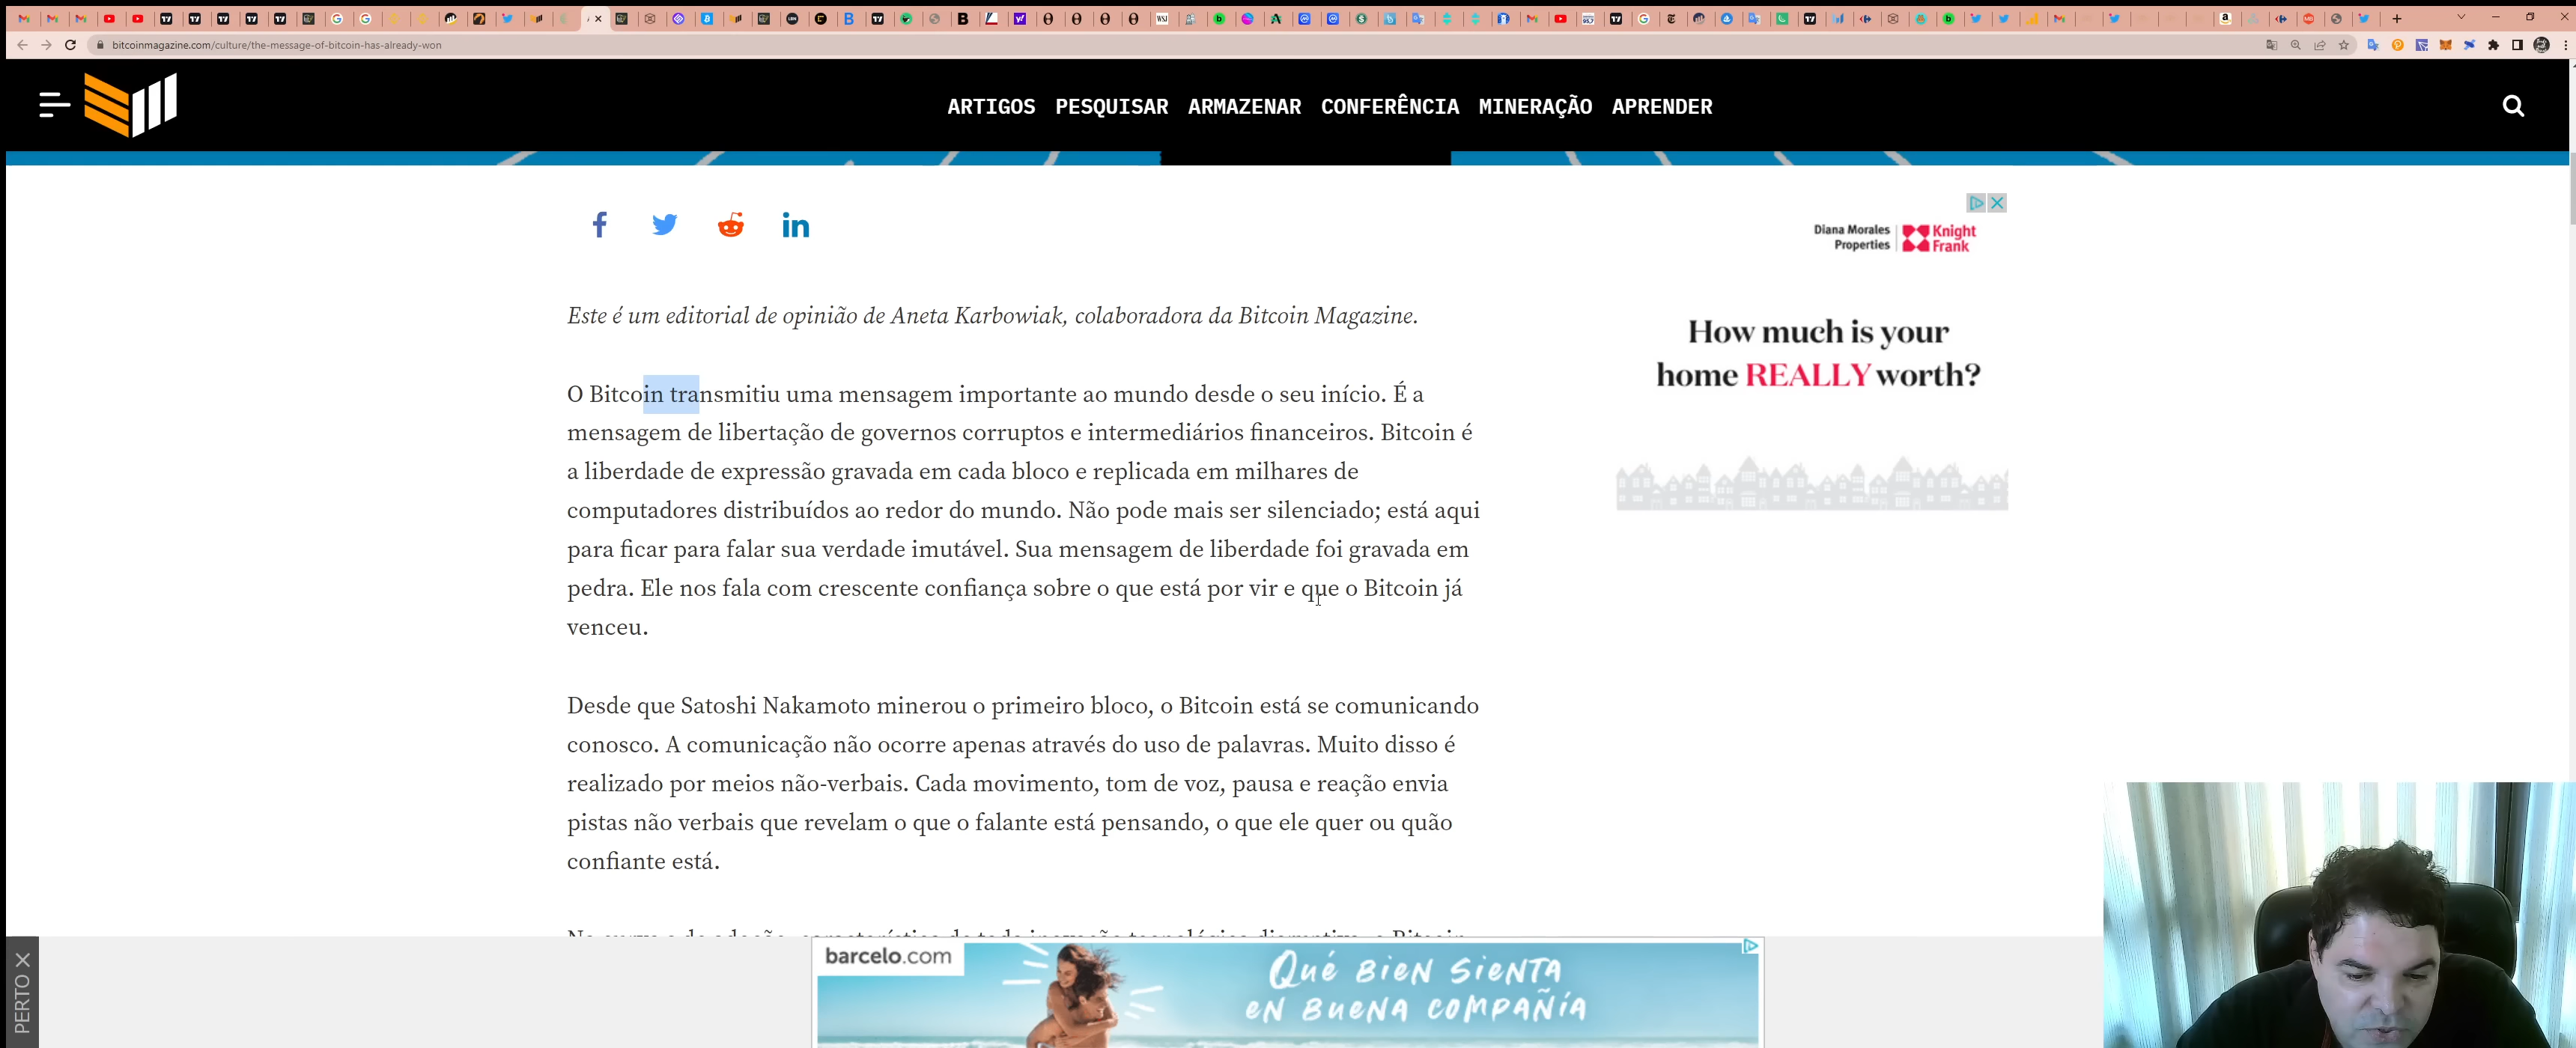 bitcoinmagazine.com/culture/the-message-of-bitcoin-has-already-won
ARTIGOS PESQUISAR ARMAZENAR CONFERÊNCIA MINERAÇÃO APRENDER
Este é um editorial de opinião de Aneta Karbowiak, colaboradora da Bitcoin Magazine.
O Bitcoin transmitiu uma mensagem importante ao mundo desde o seu início. É a
mensagem de libertação de governos corruptos e intermediários financeiros. Bitcoin é
a liberdade de expressão gravada em cada bloco e replicada em milhares de
computadores distribuídos ao redor do mundo. Não pode mais ser silenciado; está aqui
para ficar para falar sua verdade imutável. Sua mensagem de liberdade foi gravada em
pedra. Ele nos fala com crescente confiança sobre o que está por vir e que o Bitcoin já
venceu.
Desde que Satoshi Nakamoto minerou o primeiro bloco, o Bitcoin está se comunicando
conosco. A comunicação não ocorre apenas através do uso de palavras. Muito disso é
realizado por meios não-verbais. Cada movimento, tom de voz, pausa e reação envia
pistas não verbais que revelam o que o falante está pensando, o que ele quer ou quão
confiante está.
Diana Morales
Properties
Knight
Frank
How much is your
home REALLY worth?
PERTO X
barcelo.com
Qué BIEN SIENTA
EN BUENA COMPAÑÍA